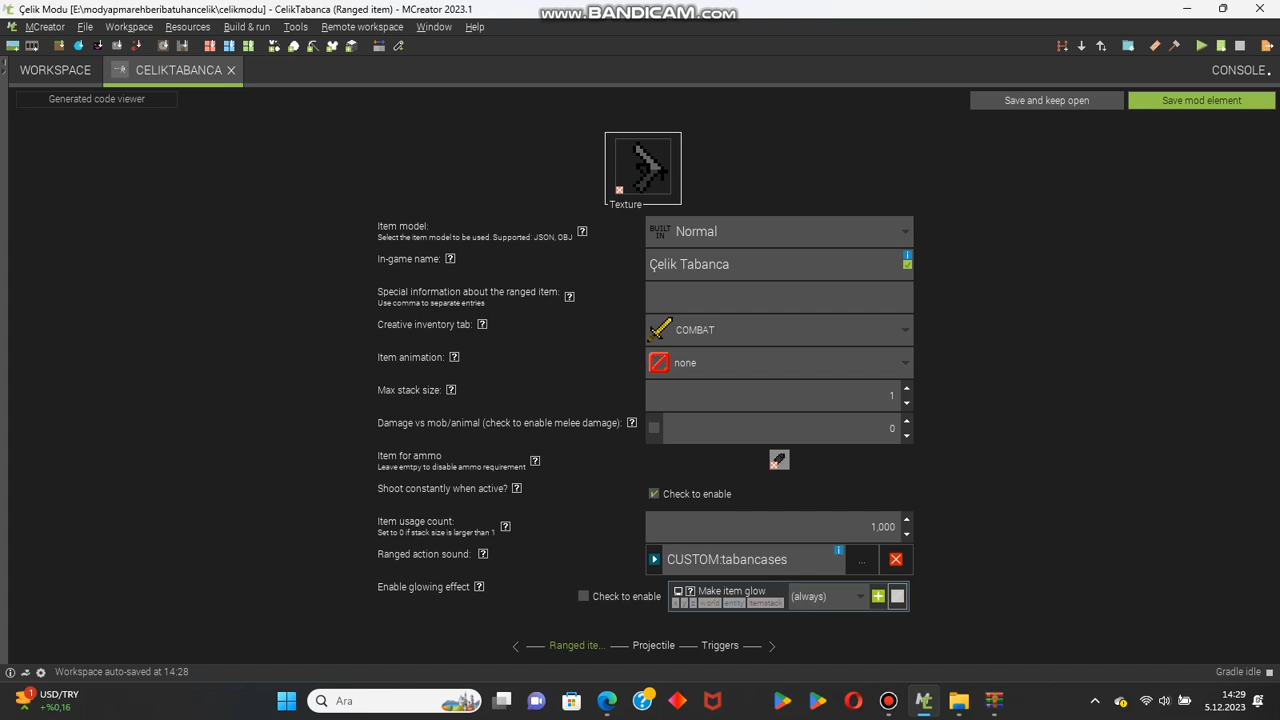 Çelik Modu [E:\modyapmarehberibatuhancelik\celikmodu] - CelikTabanca (Ranged item) - MCreator 2023.1
www.BANDICAM.com
MCreator File Workspace Resources Build & run Tools Remote workspace Window Help
WORKSPACE CELIKTABANCA CONSOLE
Generated code viewer Save and keep open Save mod element
Texture
Item model:
Select the item model to be used. Supported: JSON, OBJ
BUILT IN Normal
In-game name: Çelik Tabanca
Special information about the ranged item:
Use comma to separate entries
Creative inventory tab: COMBAT
Item animation: none
Max stack size: 1
Damage vs mob/animal (check to enable melee damage): 0
Item for ammo
Leave emtpy to disable ammo requirement
Shoot constantly when active? Check to enable
Item usage count: 1,000
Set to 0 if stack size is larger than 1
Ranged action sound: CUSTOM:tabancases ...
Enable glowing effect Check to enable Make item glow (always)
x y z world entity itemstack
Ranged ite... Projectile Triggers
Workspace auto-saved at 14:28 Gradle idle
1 USD/TRY
+%0,16
Ara
14:29
5.12.2023